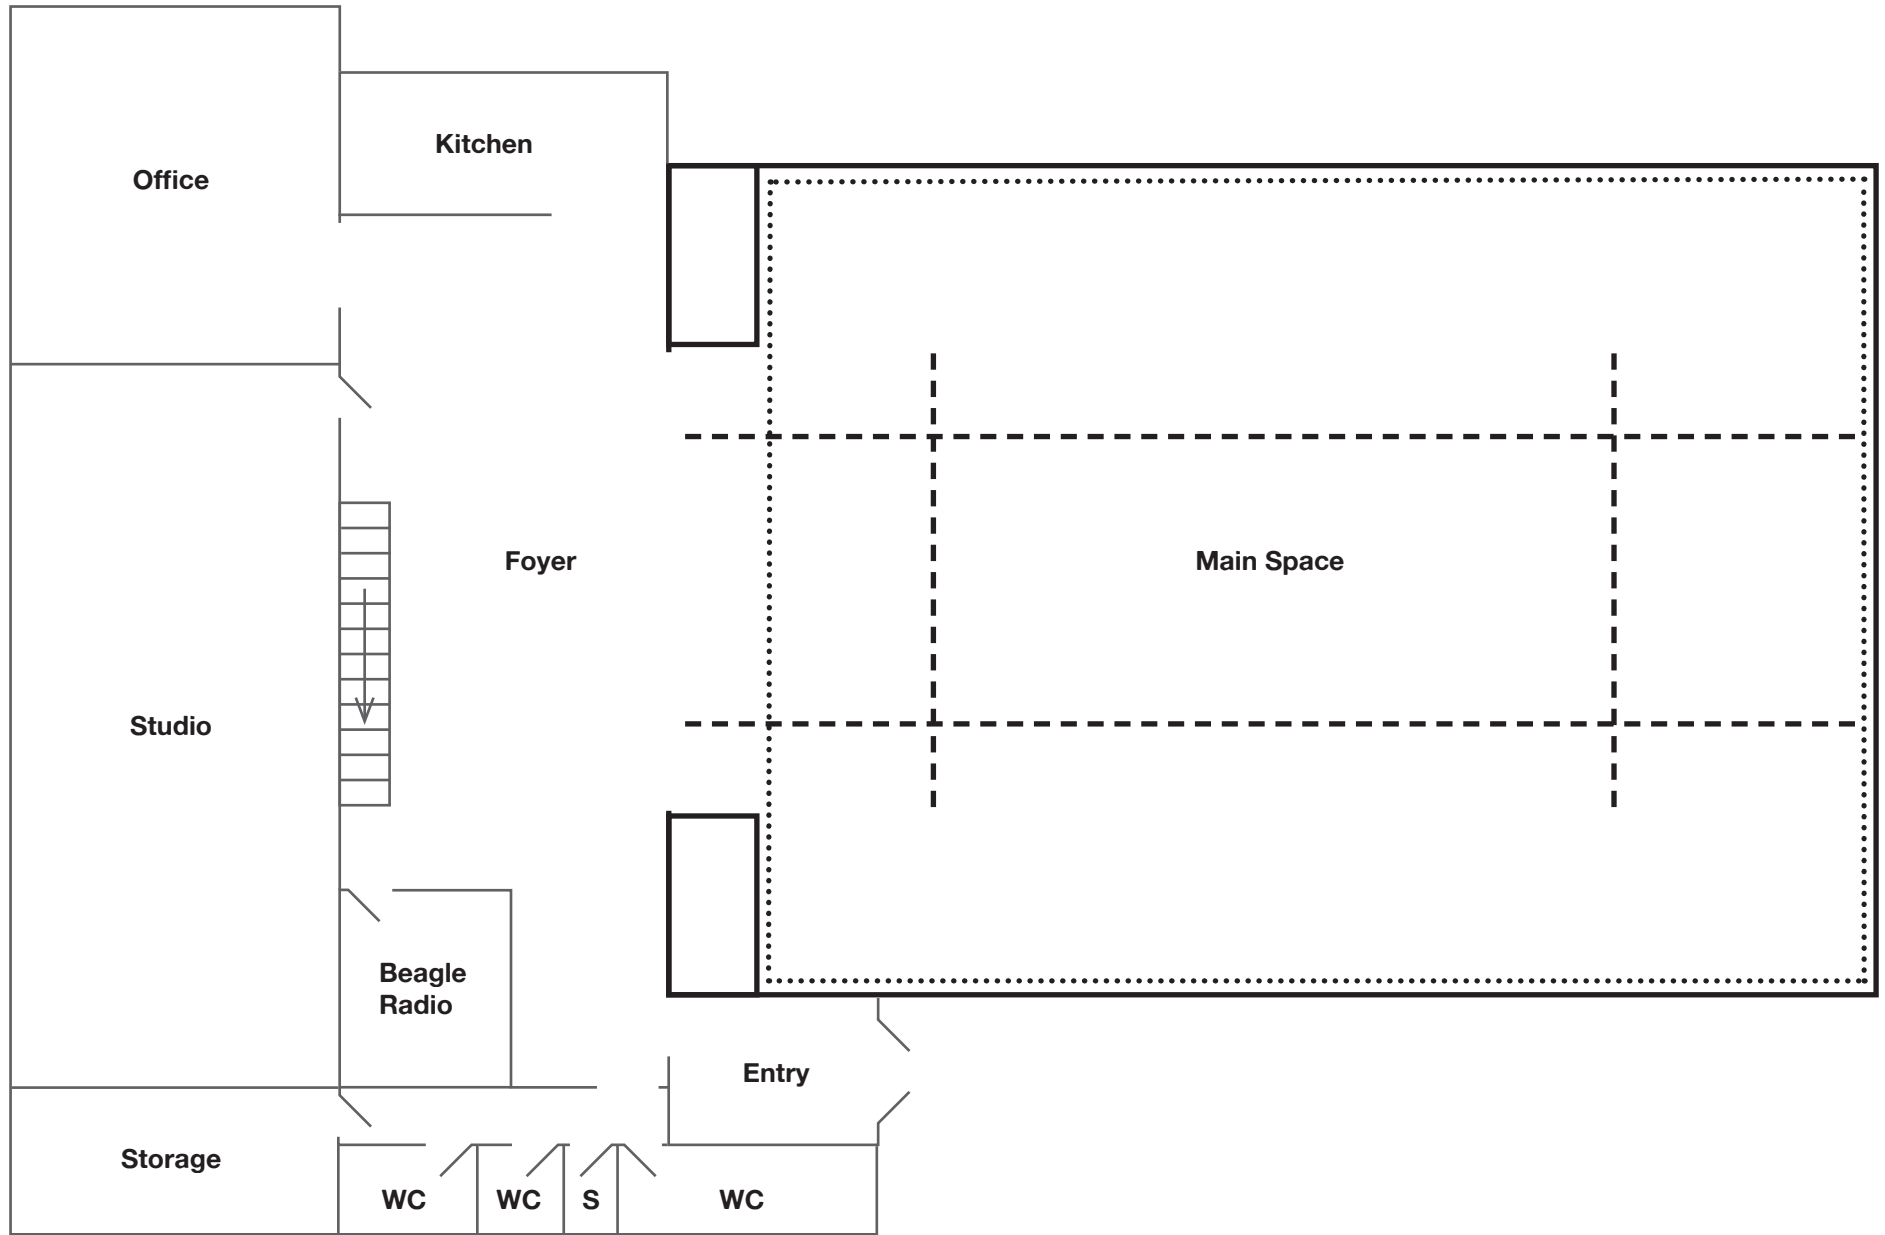 Kitchen
Office
Foyer
Main Space
Studio
Beagle
Radio
Entry
Storage
WC
WC
S
WC